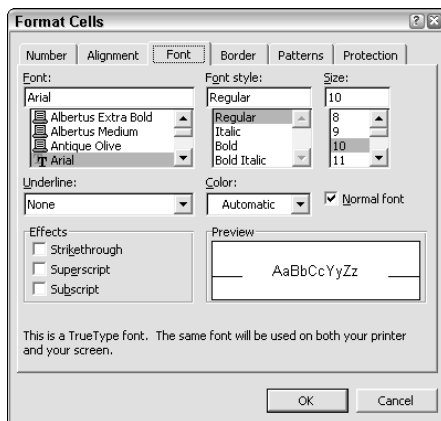 Format Cells
Number Alignment Font Border Patterns Protection
Font: Font style: Size:
Arial Regular 10
Albertus Extra Bold Regular 8
Albertus Medium Italic 9
Antique Olive Bold 10
Arial Bold Italic 11
Underline: Color:
None Automatic Normal font
Effects Preview
Strikethrough
Superscript AaBbCcYyZz
Subscript
This is a TrueType font. The same font will be used on both your printer
and your screen.
OK Cancel